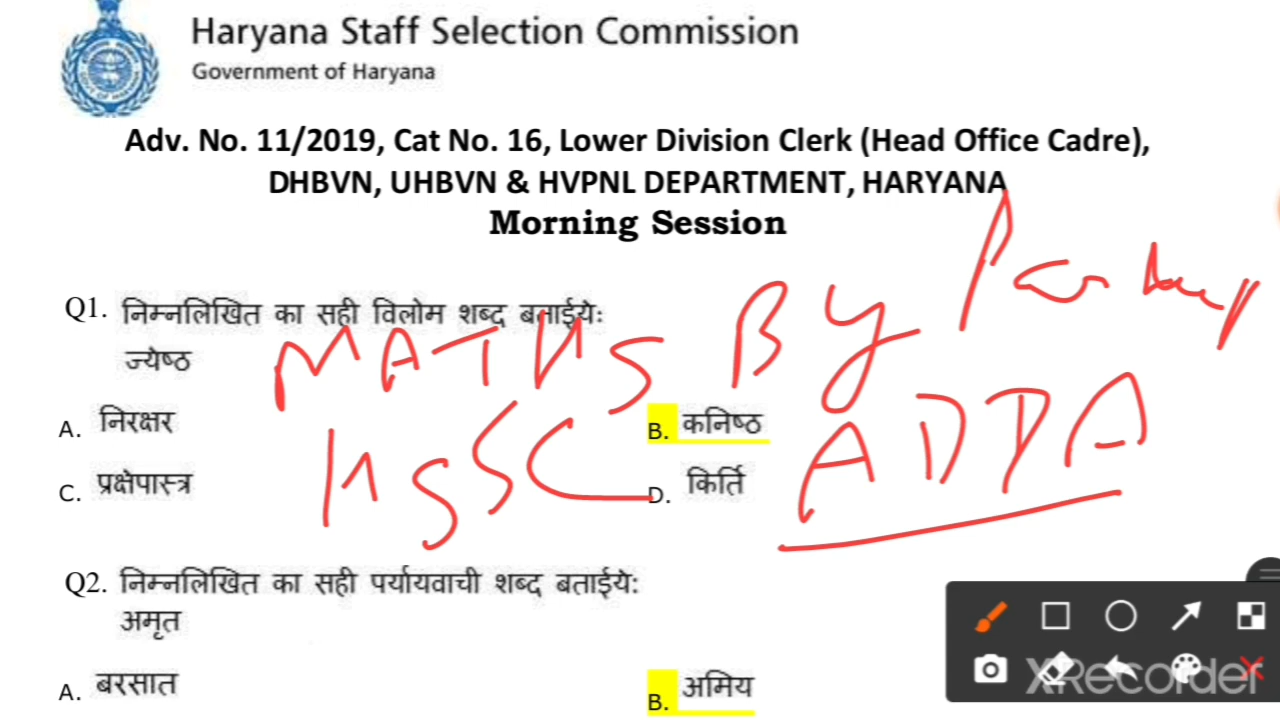 Haryana Staff Selection Commission
Government of Haryana
Adv. No. 11/2019, Cat No. 16, Lower Division Clerk (Head Office Cadre),
DHBVN, UHBVN & HVPNL DEPARTMENT, HARYANA
Morning Session
Q1. निम्नलिखित का सही विलोम शब्द बताईयेः
ज्येष्ठ
MATHS BY
A. निरक्षर B. कनिष्ठ
HSSC ADDA
C. प्रक्षेपास्त्र D. किर्ति
Q2. निम्नलिखित का सही पर्यायवाची शब्द बताईये:
अमृत
A. बरसात B. अमिय
XRecorder